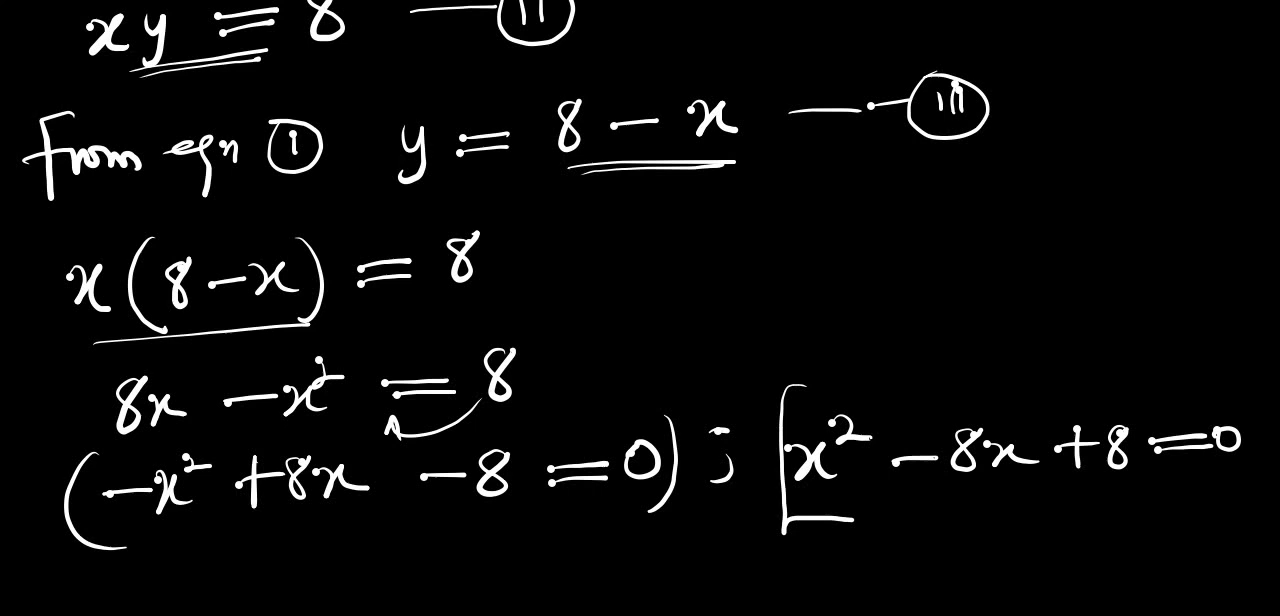 xy = 8 — (ii)
From eqn (i) y = 8 - x — (iii)
x(8 - x) = 8
8x - x² = 8
(-x² + 8x - 8 = 0) ; [x² - 8x + 8 = 0